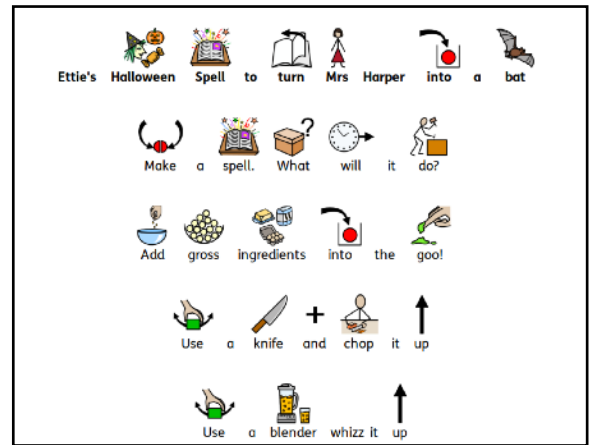 Ettie's Halloween Spell to turn Mrs Harper into a bat
Make a spell. What will it do?
Add gross ingredients into the goo!
Use a knife and chop it up
Use a blender whizz it up